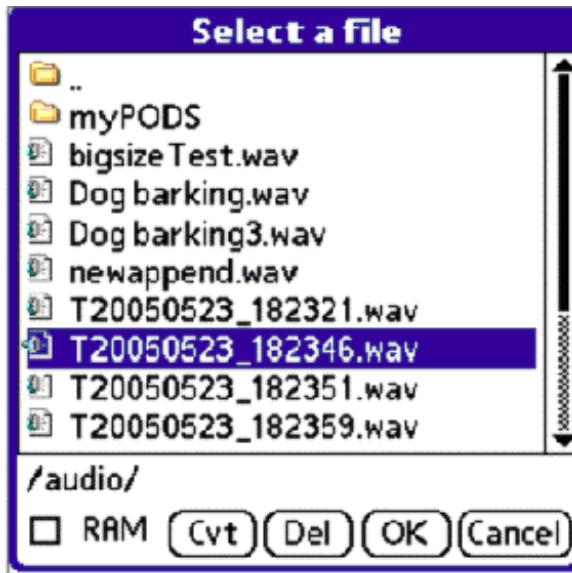 Select a file
..
myPODS
bigsize Test.wav
Dog barking.wav
Dog barking3.wav
newappend.wav
T20050523_182321.wav
T20050523_182346.wav
T20050523_182351.wav
T20050523_182359.wav
/audio/
RAM Cvt Del OK Cancel